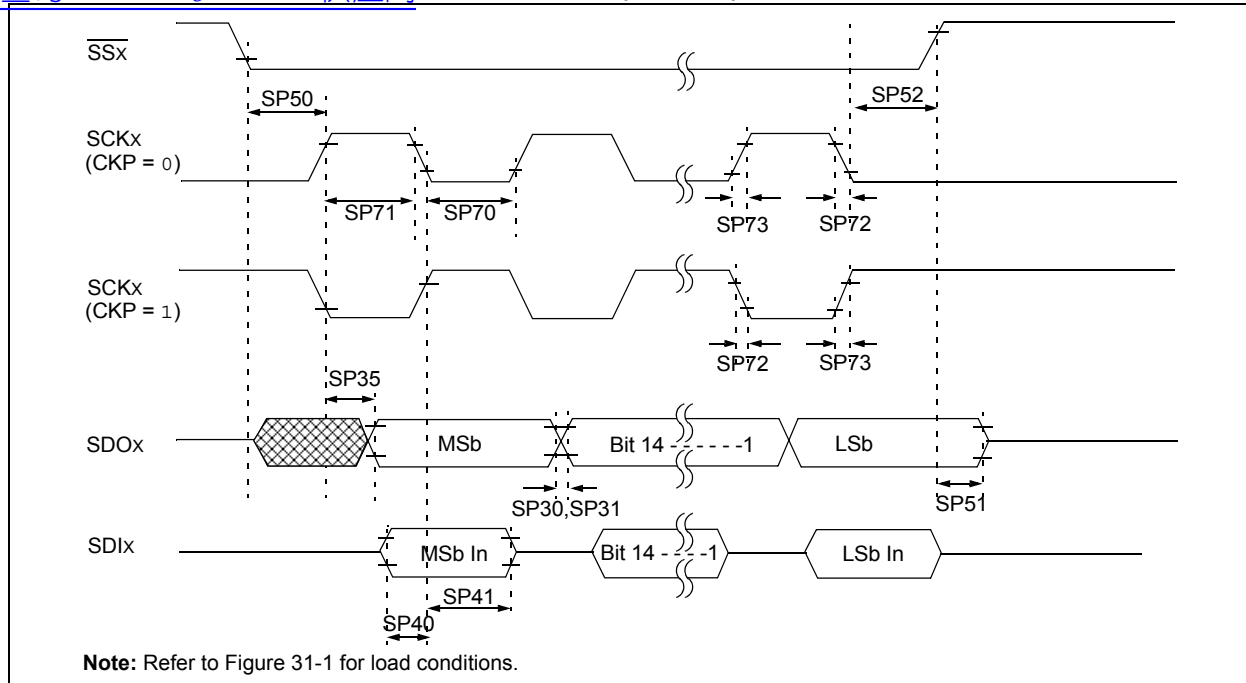 SSx
SP50
SP52
SCKx
(CKP = 0)
SP71
SP70
SP73
SP72
SCKx
(CKP = 1)
SP72
SP73
SP35
SDOx
MSb
Bit 14 - - - - - -1
LSb
SP30,SP31
SP51
SDIx
MSb In
Bit 14 - - - -1
LSb In
SP41
SP40
Note: Refer to Figure 31-1 for load conditions.